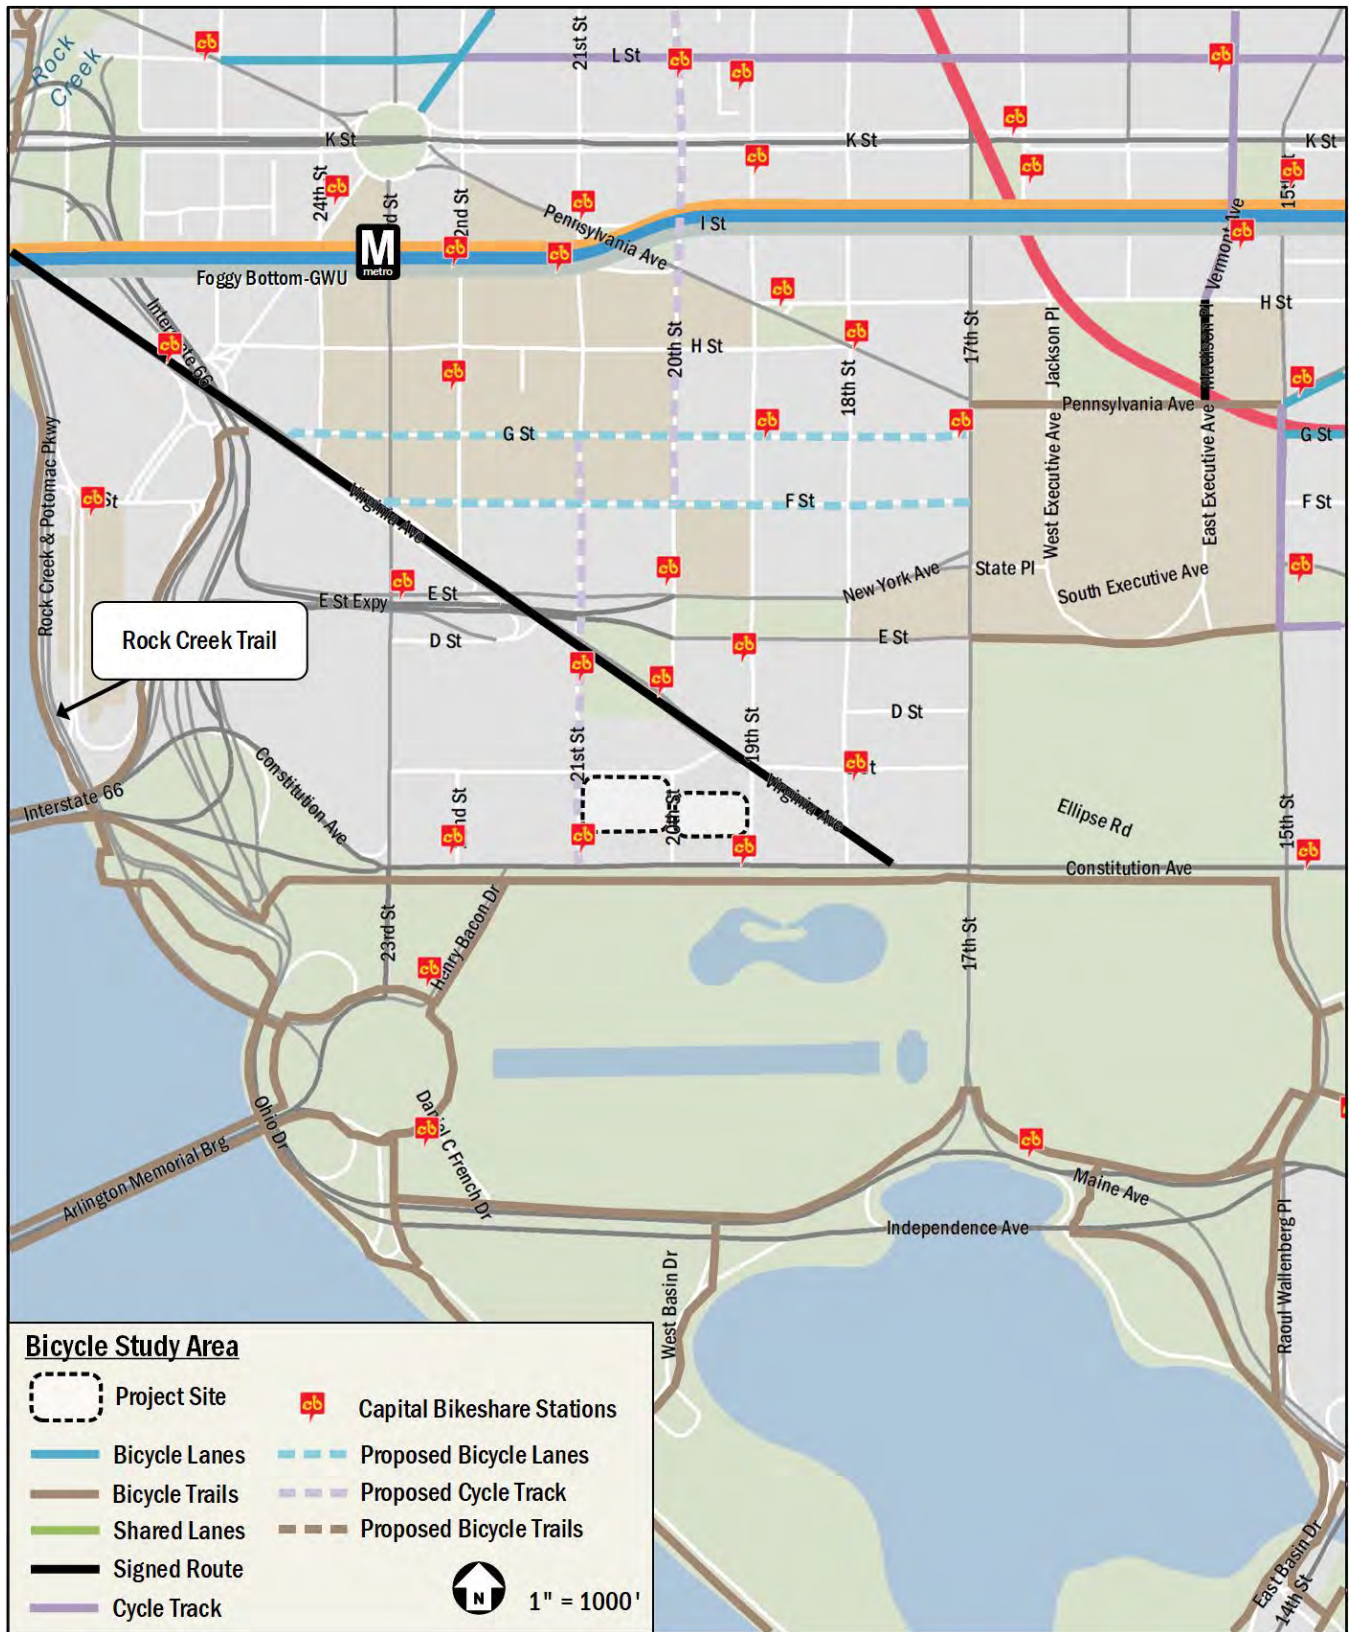 Rock
Creek
21st St
L St
K St
K St
K St
24th St
d St
2nd St
15t
t
M
metro
Foggy Bottom-GWU
Pennsylvania Ave
I St
Vermont Ave
H St
Interstate 66
20th St
H St
18th St
17th St
Jackson Pl
Madison Pl
Pennsylvania Ave
G St
G St
Rock Creek & Potomac Pkwy
St
Virginia Ave
F St
F St
West Executive Ave
East Executive Ave
E St Expy
E St
New York Ave
State Pl
South Executive Ave
D St
E St
Rock Creek Trail
D St
21st St
19th St
t
Constitution Ave
Interstate 66
nd St
20th St
Virginia Ave
Ellipse Rd
15th St
Constitution Ave
23rd St
Henry Bacon Dr
17th St
Ohio Dr
Daniel C French Dr
Arlington Memorial Brg
Maine Ave
Independence Ave
West Basin Dr
Raoul Wallenberg Pl
East Basin Dr
14th St
Bicycle Study Area
Project Site
cb Capital Bikeshare Stations
Bicycle Lanes
Proposed Bicycle Lanes
Bicycle Trails
Proposed Cycle Track
Shared Lanes
Proposed Bicycle Trails
Signed Route
Cycle Track
N
1" = 1000'